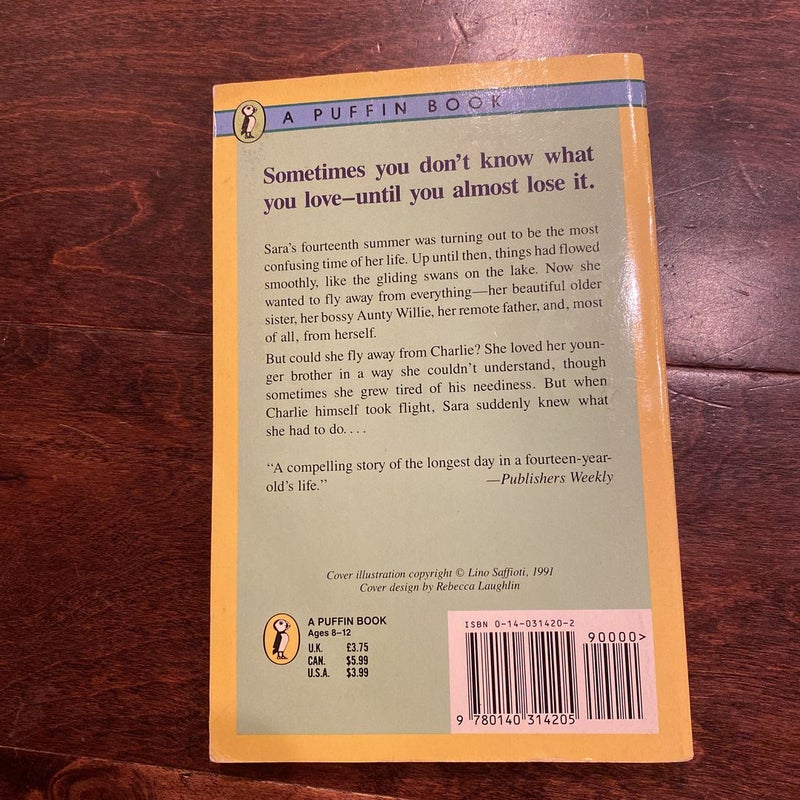 A PUFFIN BOOK
Sometimes you don't know what
you love—until you almost lose it.
Sara's fourteenth summer was turning out to be the most
confusing time of her life. Up until then, things had flowed
smoothly, like the gliding swans on the lake. Now she
wanted to fly away from everything—her beautiful older
sister, her bossy Aunty Willie, her remote father, and, most
of all, from herself.
But could she fly away from Charlie? She loved her youn-
ger brother in a way she couldn't understand, though
sometimes she grew tired of his neediness. But when
Charlie himself took flight, Sara suddenly knew what
she had to do. . . .
“A compelling story of the longest day in a fourteen-year-
old's life.” —Publishers Weekly
Cover illustration copyright © Lino Saffioti, 1991
Cover design by Rebecca Laughlin
A PUFFIN BOOK
Ages 8–12
U.K. £3.75
CAN. $5.99
U.S.A. $3.99
ISBN 0-14-031420-2
90000>
9 780140 314205